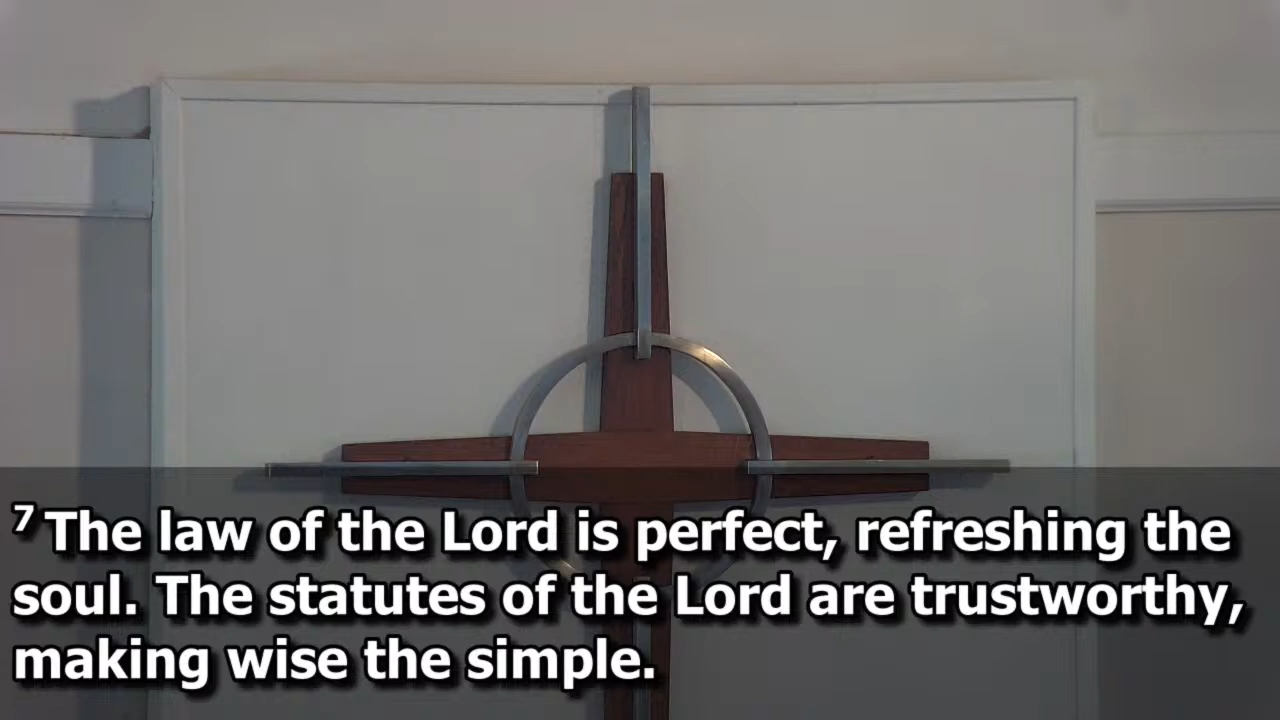 ⁷ The law of the Lord is perfect, refreshing the
soul. The statutes of the Lord are trustworthy,
making wise the simple.